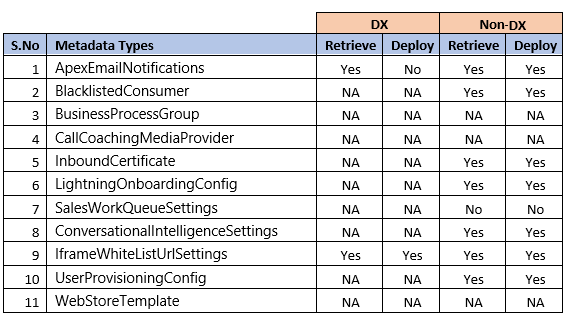 DX Non-DX
S.No Metadata Types Retrieve Deploy Retrieve Deploy
1 ApexEmailNotifications Yes No Yes Yes
2 BlacklistedConsumer NA NA Yes Yes
3 BusinessProcessGroup NA NA NA NA
4 CallCoachingMediaProvider NA NA NA NA
5 InboundCertificate NA NA Yes Yes
6 LightningOnboardingConfig NA NA Yes Yes
7 SalesWorkQueueSettings NA NA No No
8 ConversationalIntelligenceSettings NA NA Yes Yes
9 IframeWhiteListUrlSettings Yes Yes Yes Yes
10 UserProvisioningConfig NA NA Yes Yes
11 WebStoreTemplate NA NA NA NA